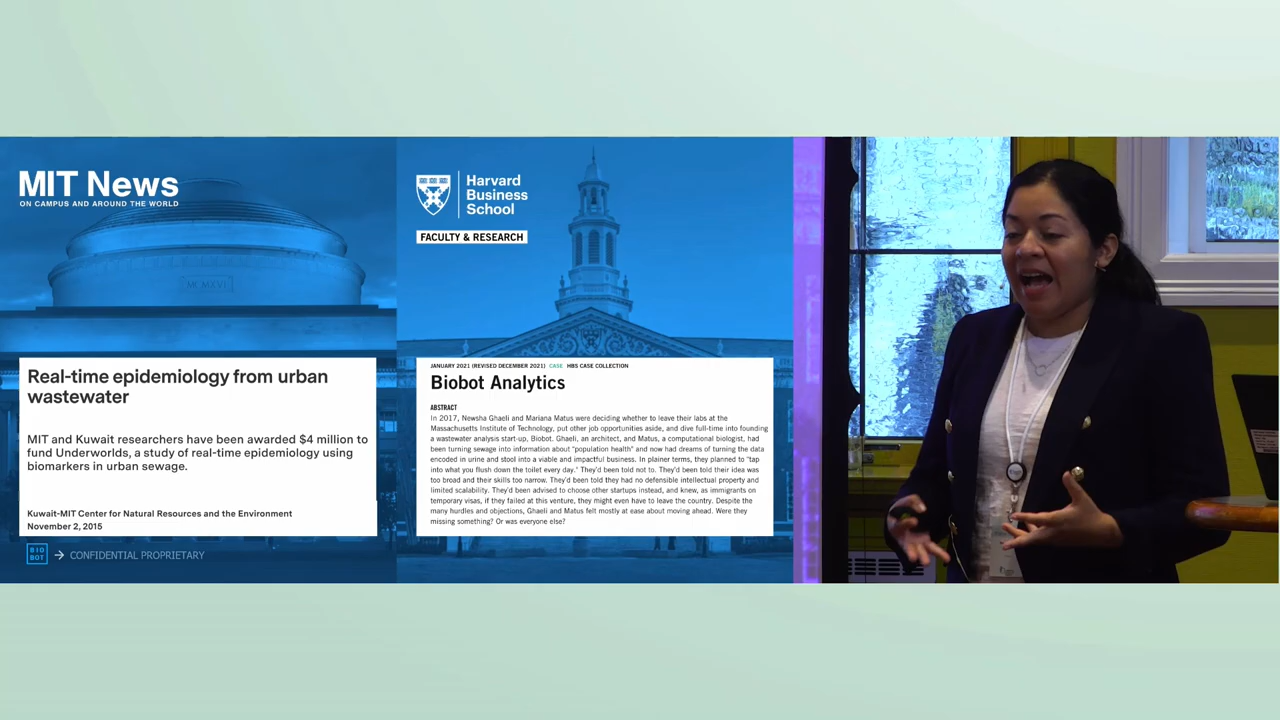 MIT News
ON CAMPUS AND AROUND THE WORLD
MCMXVI
Real-time epidemiology from urban
wastewater
MIT and Kuwait researchers have been awarded $4 million to
fund Underworlds, a study of real-time epidemiology using
biomarkers in urban sewage.
Kuwait-MIT Center for Natural Resources and the Environment
November 2, 2015
BIO
BOT
→ CONFIDENTIAL PROPRIETARY
Harvard
Business
School
FACULTY & RESEARCH
JANUARY 2021 (REVISED DECEMBER 2021) CASE HBS CASE COLLECTION
Biobot Analytics
ABSTRACT
In 2017, Newsha Ghaeli and Mariana Matus were deciding whether to leave their labs at the
Massachusetts Institute of Technology, put other job opportunities aside, and dive full-time into founding
a wastewater analysis start-up, Biobot. Ghaeli, an architect, and Matus, a computational biologist, had
been turning sewage into information about "population health" and now had dreams of turning the data
encoded in urine and stool into a viable and impactful business. In plainer terms, they planned to "tap
into what you flush down the toilet every day." They'd been told not to. They'd been told their idea was
too broad and their skills too narrow. They'd been told they had no defensible intellectual property and
limited scalability. They'd been advised to choose other startups instead, and knew, as immigrants on
temporary visas, if they failed at this venture, they might even have to leave the country. Despite the
many hurdles and objections, Ghaeli and Matus felt mostly at ease about moving ahead. Were they
missing something? Or was everyone else?